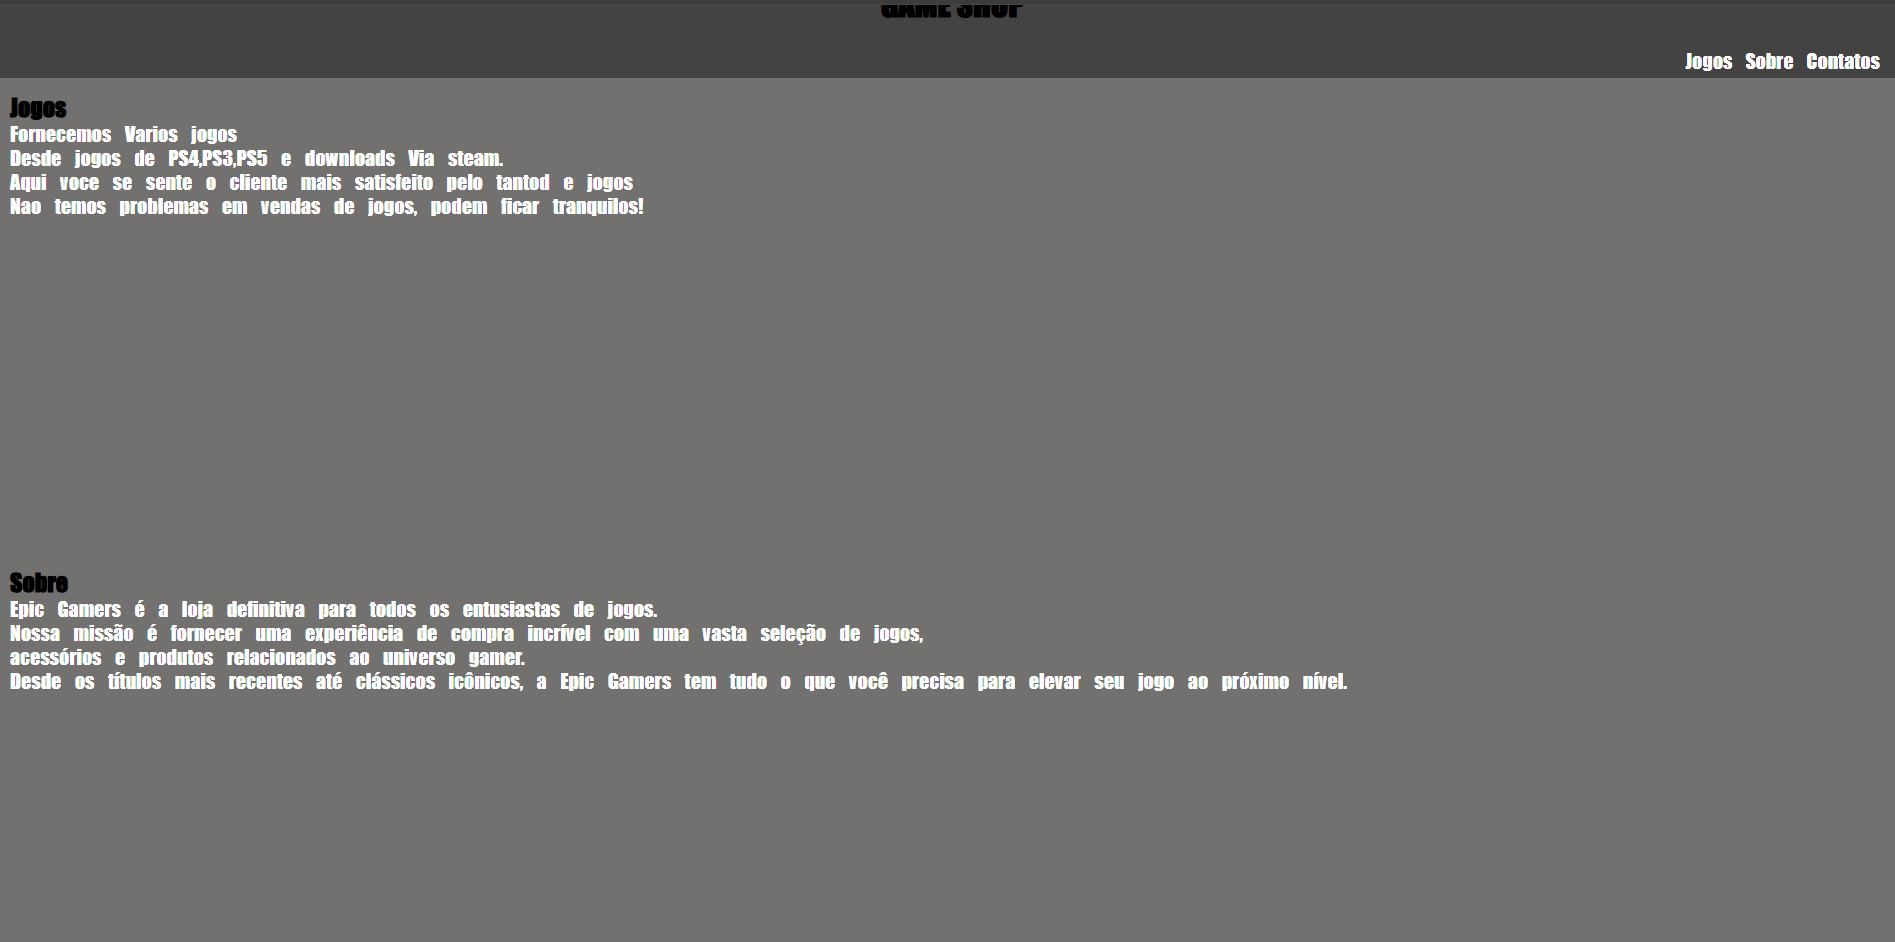 GAME SHOP
Jogos Sobre Contatos
Jogos
Fornecemos Varios jogos
Desde jogos de PS4,PS3,PS5 e downloads Via steam.
Aqui voce se sente o cliente mais satisfeito pelo tantod e jogos
Nao temos problemas em vendas de jogos, podem ficar tranquilos!
Sobre
Epic Gamers é a loja definitiva para todos os entusiastas de jogos.
Nossa missão é fornecer uma experiência de compra incrível com uma vasta seleção de jogos,
acessórios e produtos relacionados ao universo gamer.
Desde os títulos mais recentes até clássicos icônicos, a Epic Gamers tem tudo o que você precisa para elevar seu jogo ao próximo nível.